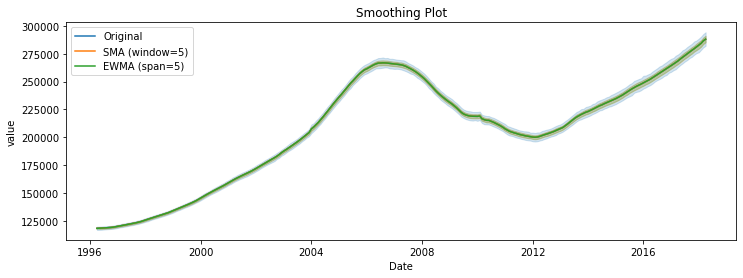 Smoothing Plot
Original
SMA (window=5)
EWMA (span=5)
300000
275000
250000
225000
200000
175000
150000
125000
value
1996
2000
2004
2008
2012
2016
Date